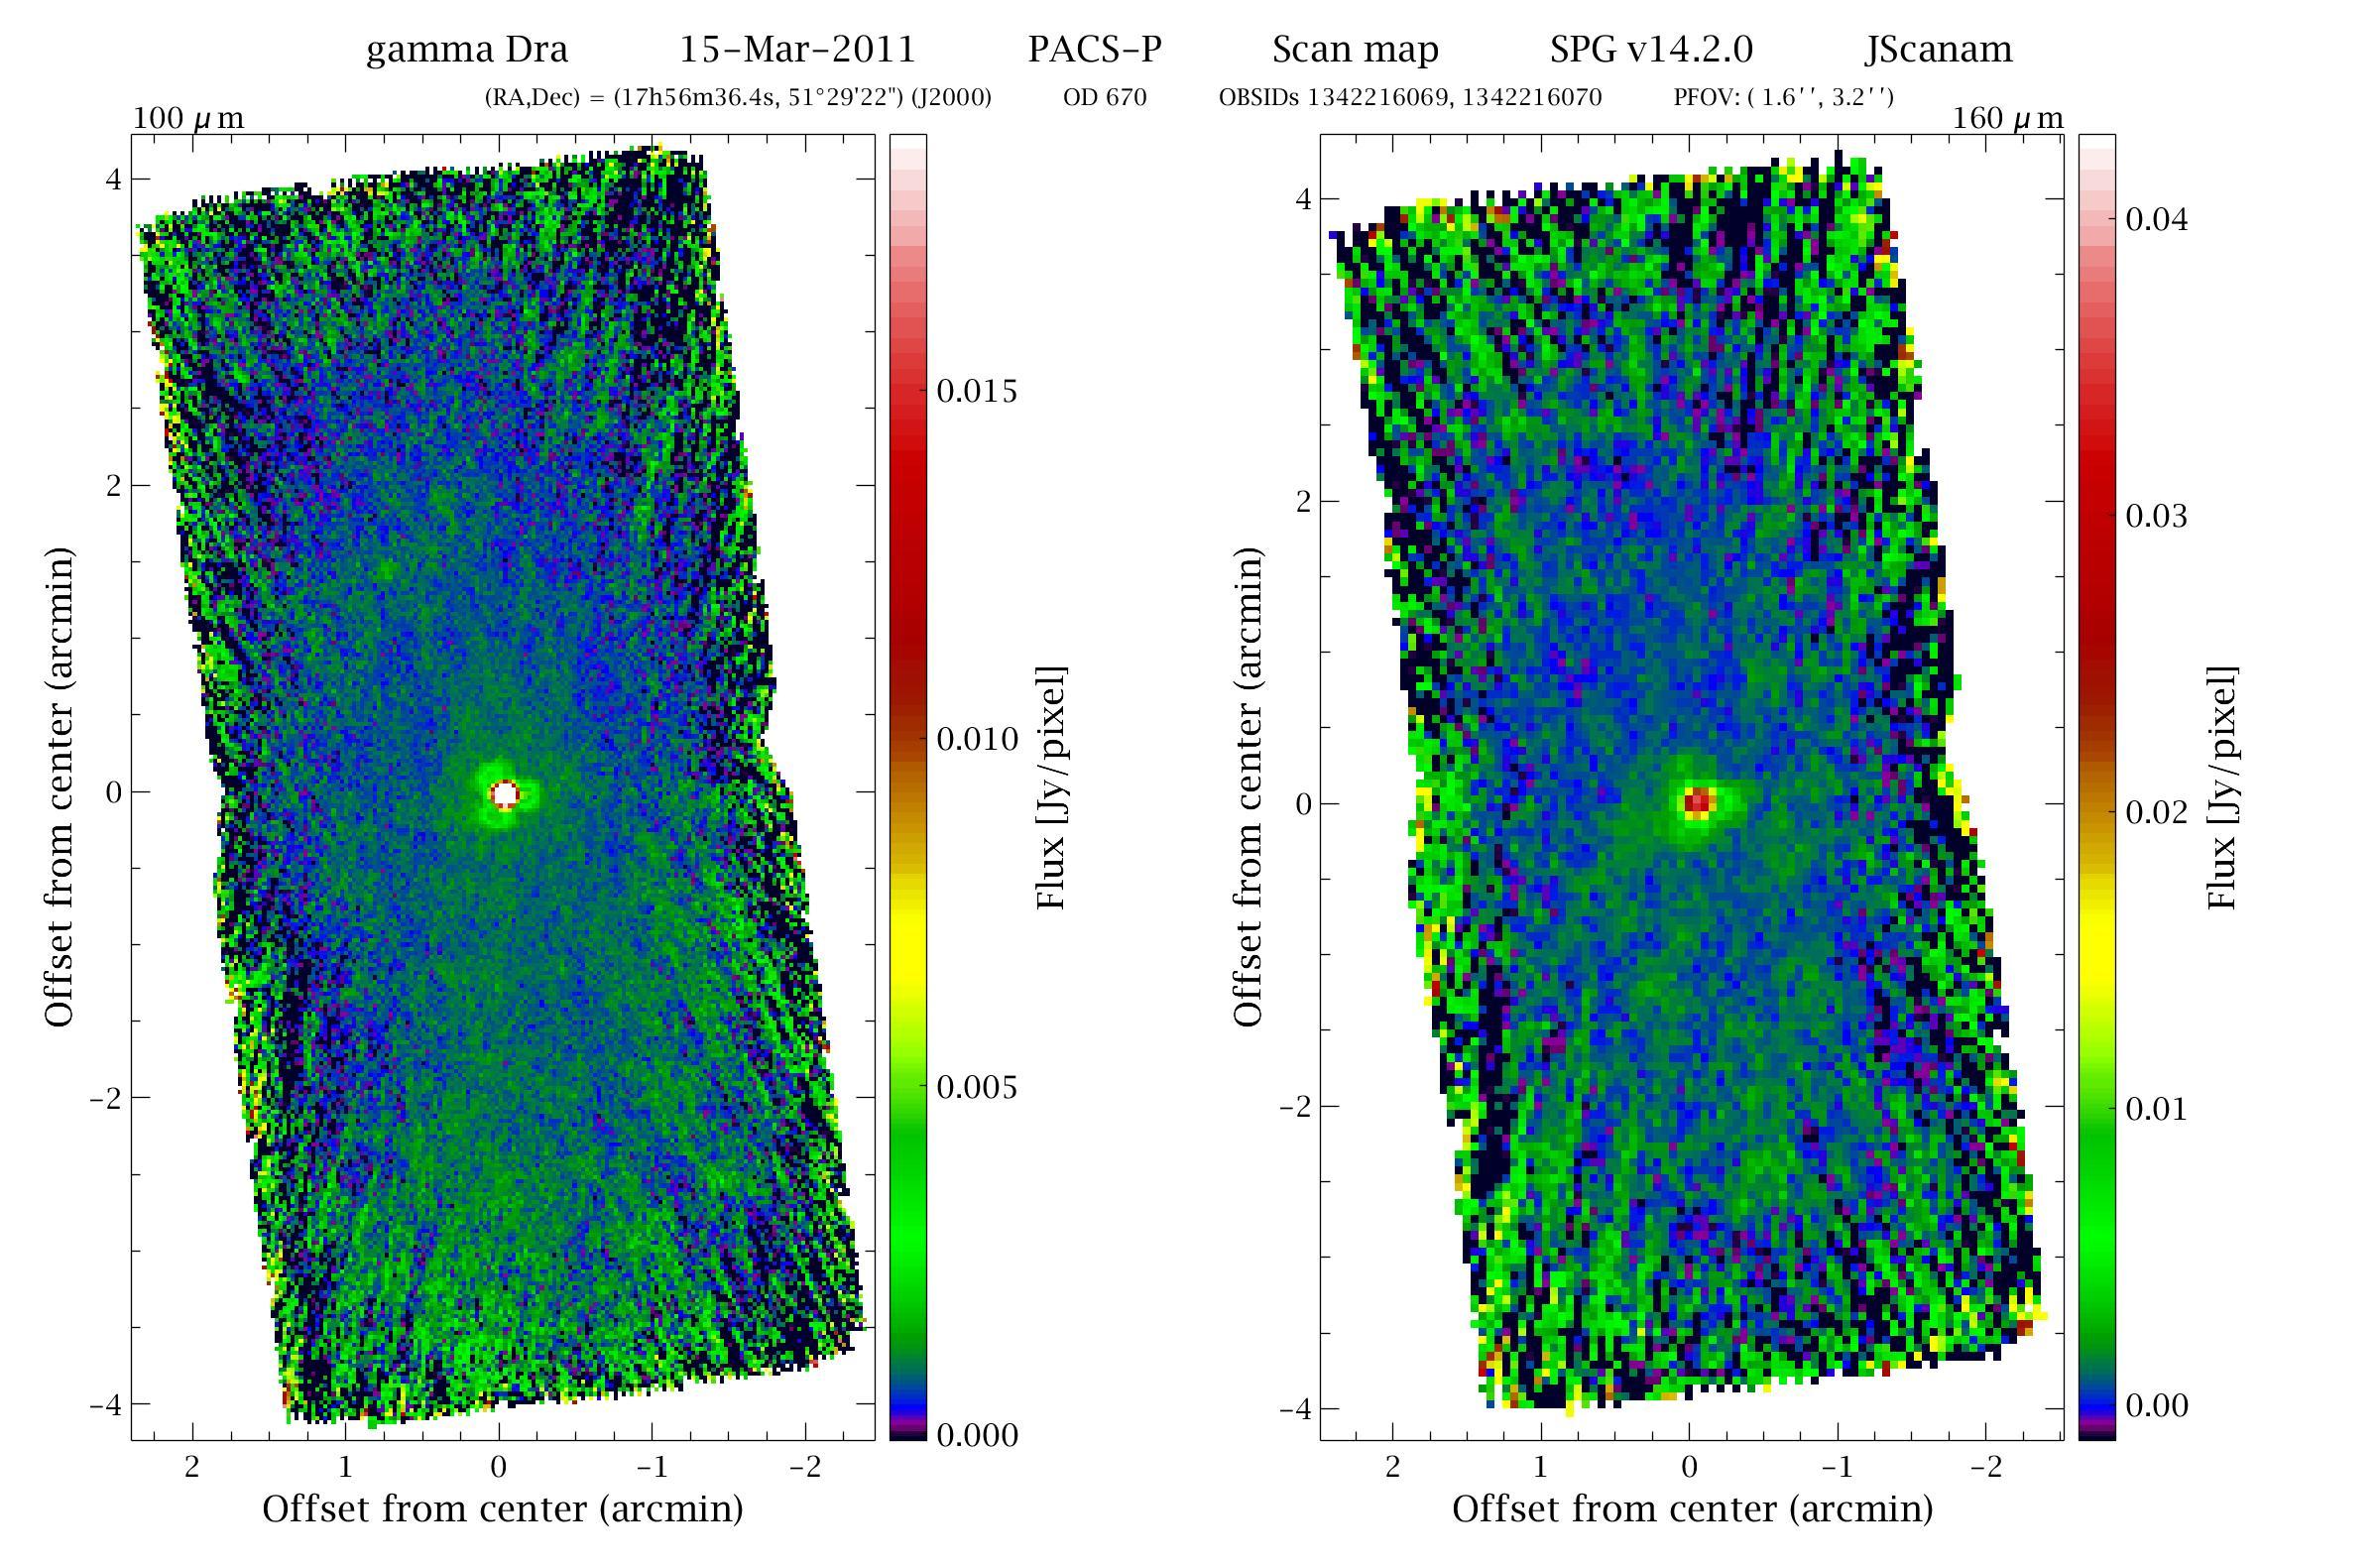 gamma Dra 15-Mar-2011 PACS-P Scan map SPG v14.2.0 JScanam
(RA,Dec) = (17h56m36.4s, 51°29'22") (J2000) OD 670 OBSIDs 1342216069, 1342216070 PFOV: ( 1.6'', 3.2'')
100 μm
4
2
0
-2
-4
2 1 0 -1 -2
Offset from center (arcmin)
Offset from center (arcmin)
0.015
0.010
0.005
0.000
Flux [Jy/pixel]
160 μm
4
2
0
-2
-4
2 1 0 -1 -2
Offset from center (arcmin)
Offset from center (arcmin)
0.04
0.03
0.02
0.01
0.00
Flux [Jy/pixel]